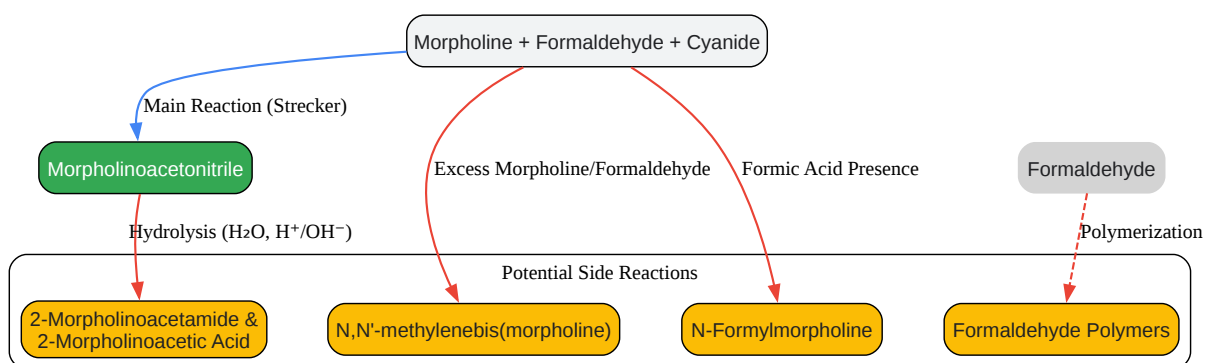 Morpholine + Formaldehyde + Cyanide
Main Reaction (Strecker)
Morpholinoacetonitrile
Excess Morpholine/Formaldehyde
Formic Acid Presence
Formaldehyde
Hydrolysis (H₂O, H⁺/OH⁻)
Polymerization
Potential Side Reactions
2-Morpholinoacetamide &
2-Morpholinoacetic Acid
N,N'-methylenebis(morpholine)
N-Formylmorpholine
Formaldehyde Polymers